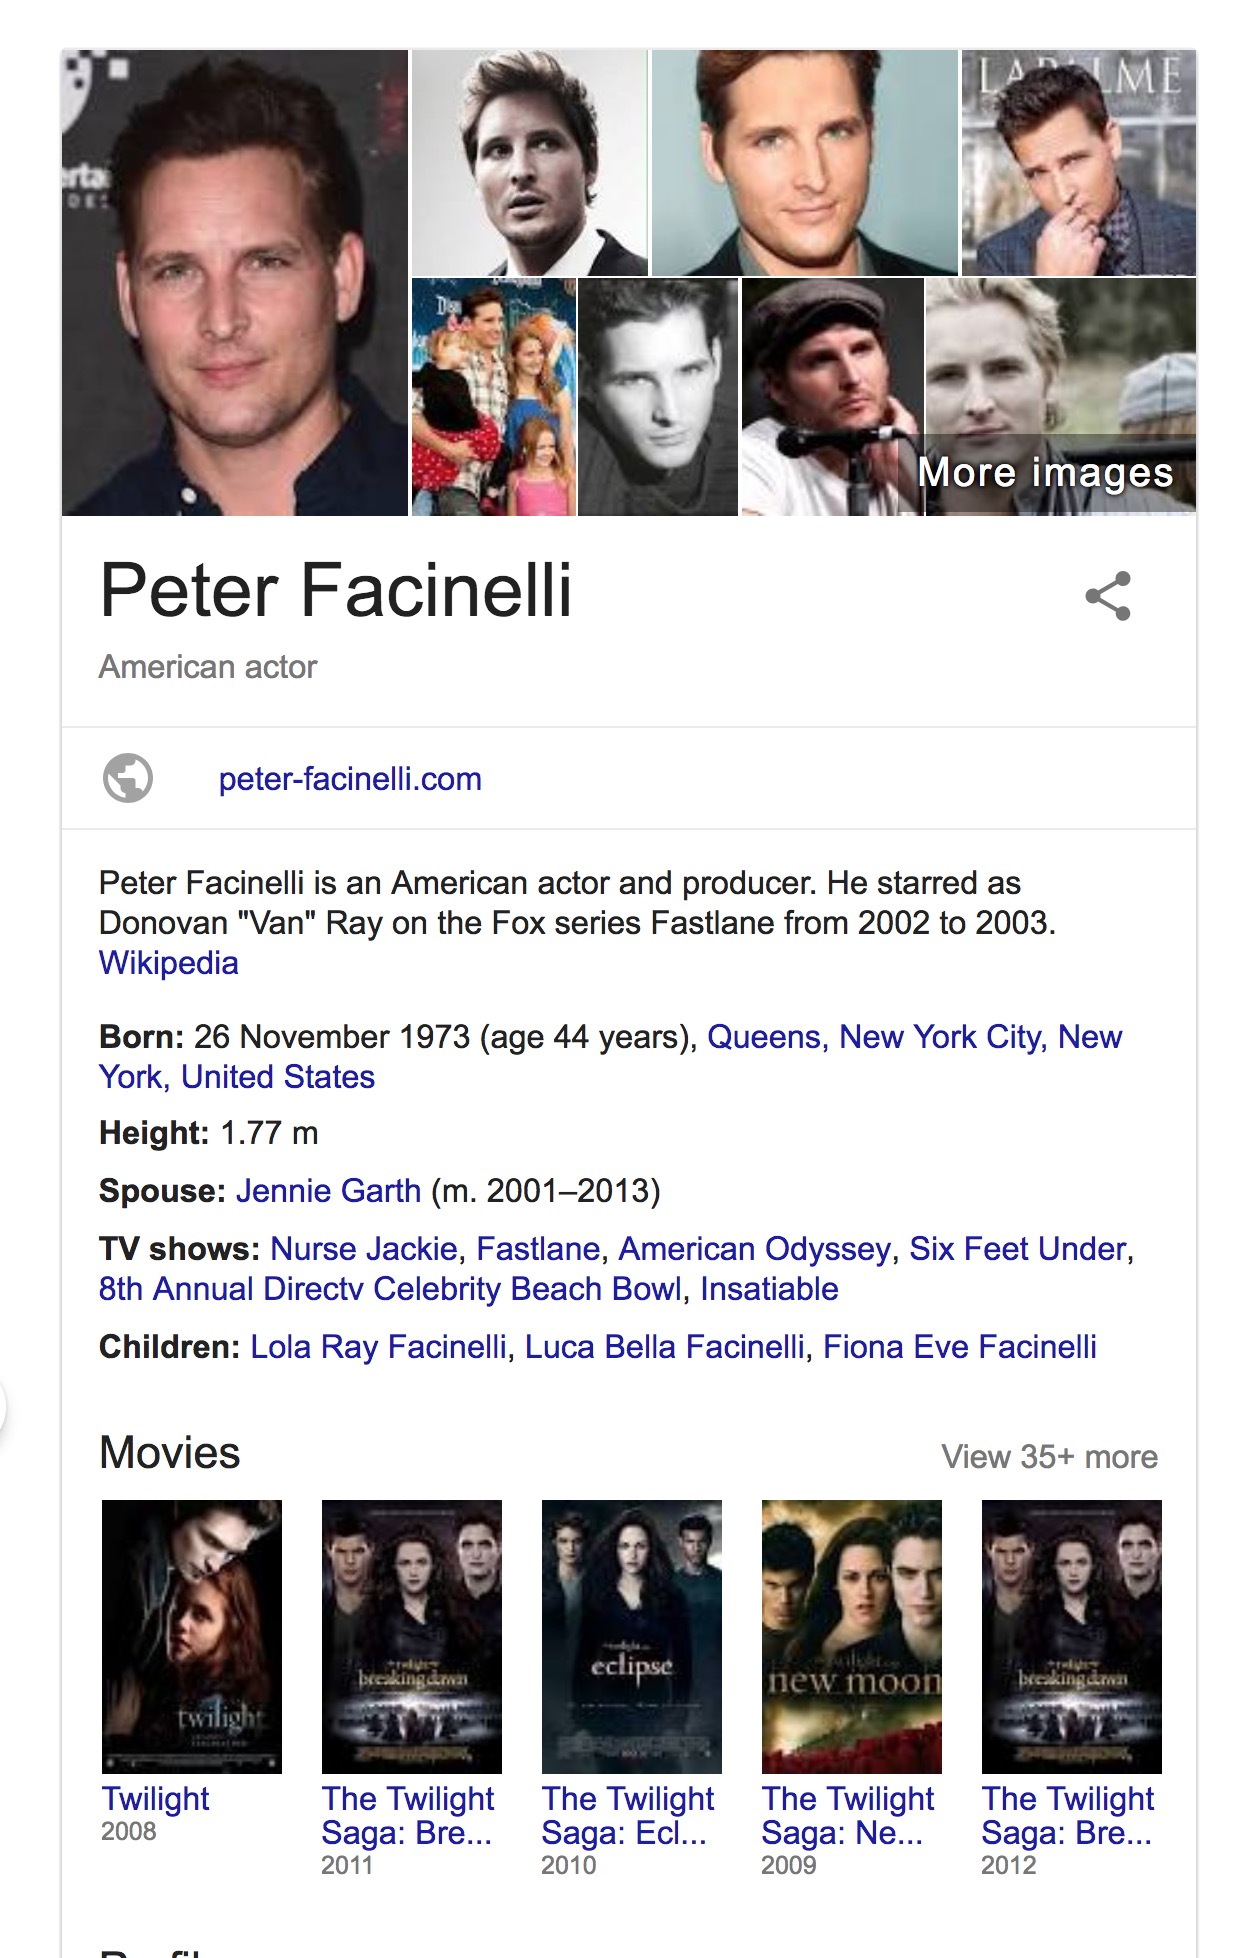 LA PALME
erta
Disn
More images
Peter Facinelli
American actor
peter-facinelli.com
Peter Facinelli is an American actor and producer. He starred as
Donovan "Van" Ray on the Fox series Fastlane from 2002 to 2003.
Wikipedia
Born: 26 November 1973 (age 44 years), Queens, New York City, New
York, United States
Height: 1.77 m
Spouse: Jennie Garth (m. 2001–2013)
TV shows: Nurse Jackie, Fastlane, American Odyssey, Six Feet Under,
8th Annual Directv Celebrity Beach Bowl, Insatiable
Children: Lola Ray Facinelli, Luca Bella Facinelli, Fiona Eve Facinelli
Movies
View 35+ more
twilight
breaking dawn
eclipse
new moon
breaking dawn
Twilight
2008
The Twilight
Saga: Bre...
2011
The Twilight
Saga: Ecl...
2010
The Twilight
Saga: Ne...
2009
The Twilight
Saga: Bre...
2012